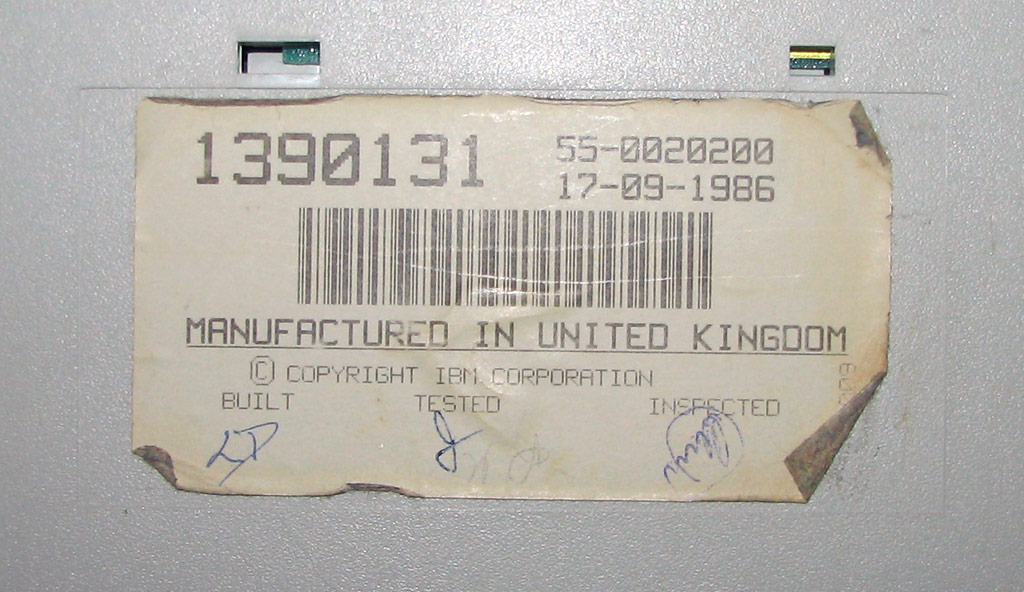 1390131
55-0020200
17-09-1986
MANUFACTURED IN UNITED KINGDOM
© COPYRIGHT IBM CORPORATION
BUILT TESTED INSPECTED